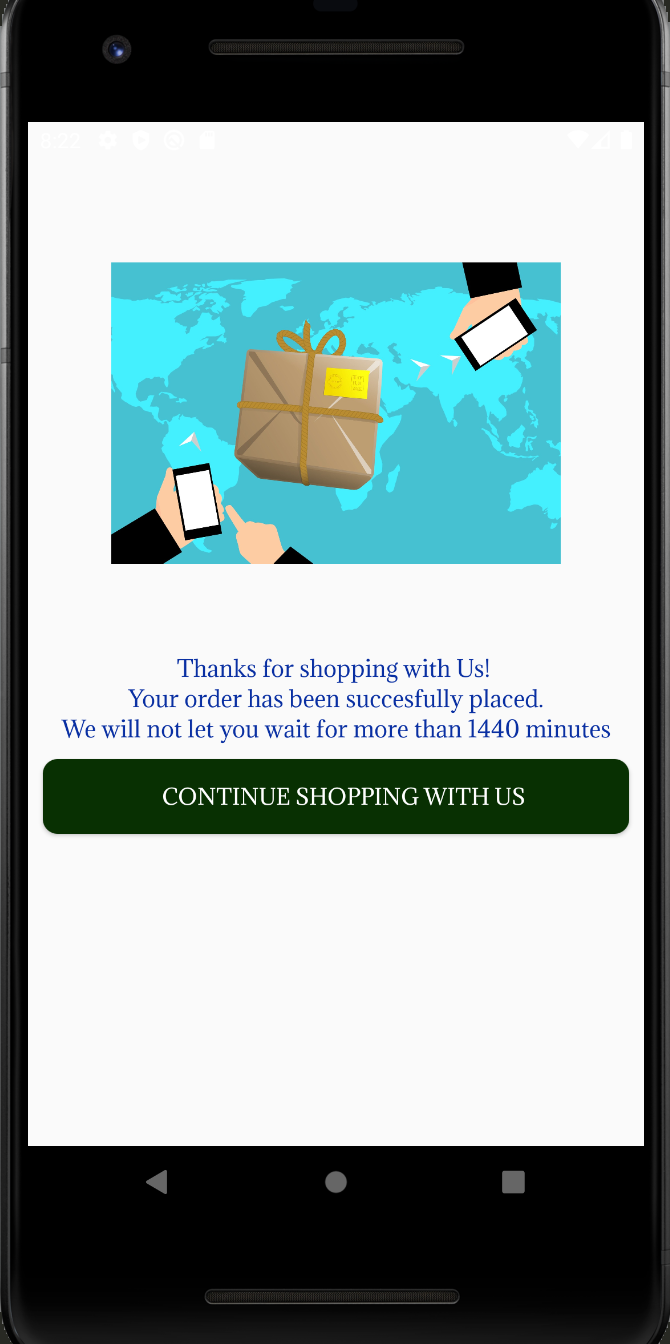 8:22
Thanks for shopping with Us!
Your order has been succesfully placed.
We will not let you wait for more than 1440 minutes
CONTINUE SHOPPING WITH US